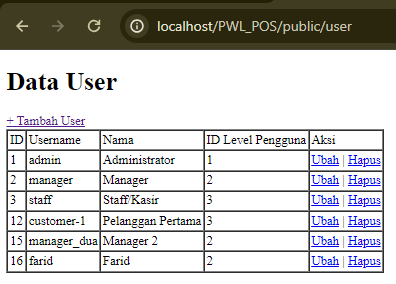 localhost/PWL_POS/public/user
Data User
+ Tambah User
ID Username Nama ID Level Pengguna Aksi
1 admin Administrator 1 Ubah | Hapus
2 manager Manager 2 Ubah | Hapus
3 staff Staff/Kasir 3 Ubah | Hapus
12 customer-1 Pelanggan Pertama 3 Ubah | Hapus
15 manager_dua Manager 2 2 Ubah | Hapus
16 farid Farid 2 Ubah | Hapus